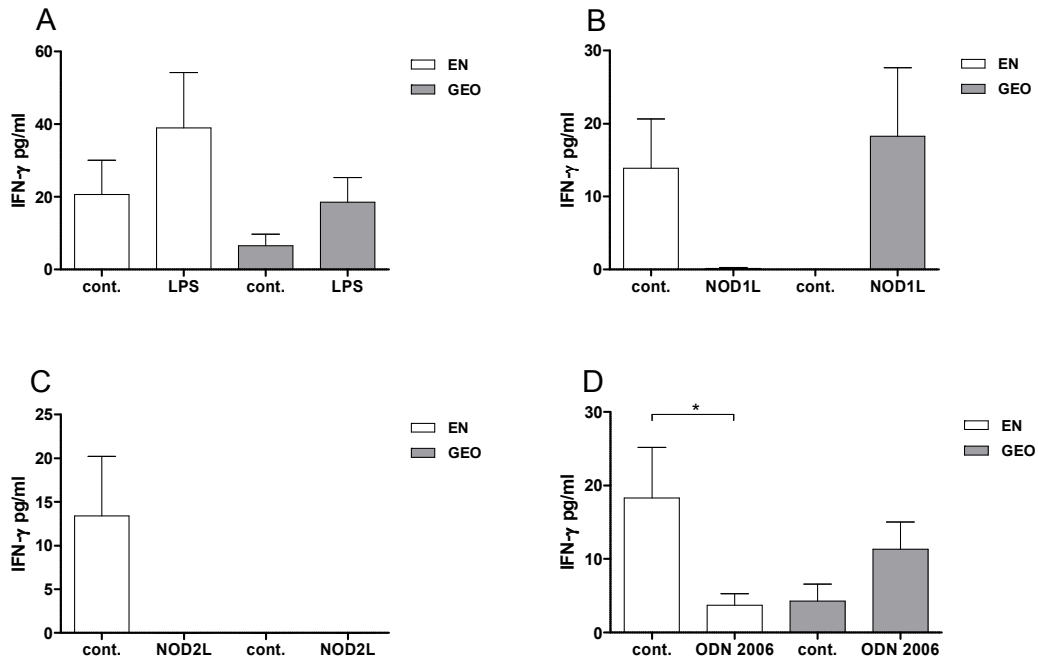 A
IFN-γ pg/ml
60
40
20
0
cont. LPS cont. LPS
EN
GEO
B
IFN-γ pg/ml
30
20
10
0
cont. NOD1L cont. NOD1L
EN
GEO
C
IFN-γ pg/ml
25
20
15
10
5
0
cont. NOD2L cont. NOD2L
EN
GEO
D
IFN-γ pg/ml
30
20
10
0
*
cont. ODN 2006 cont. ODN 2006
EN
GEO